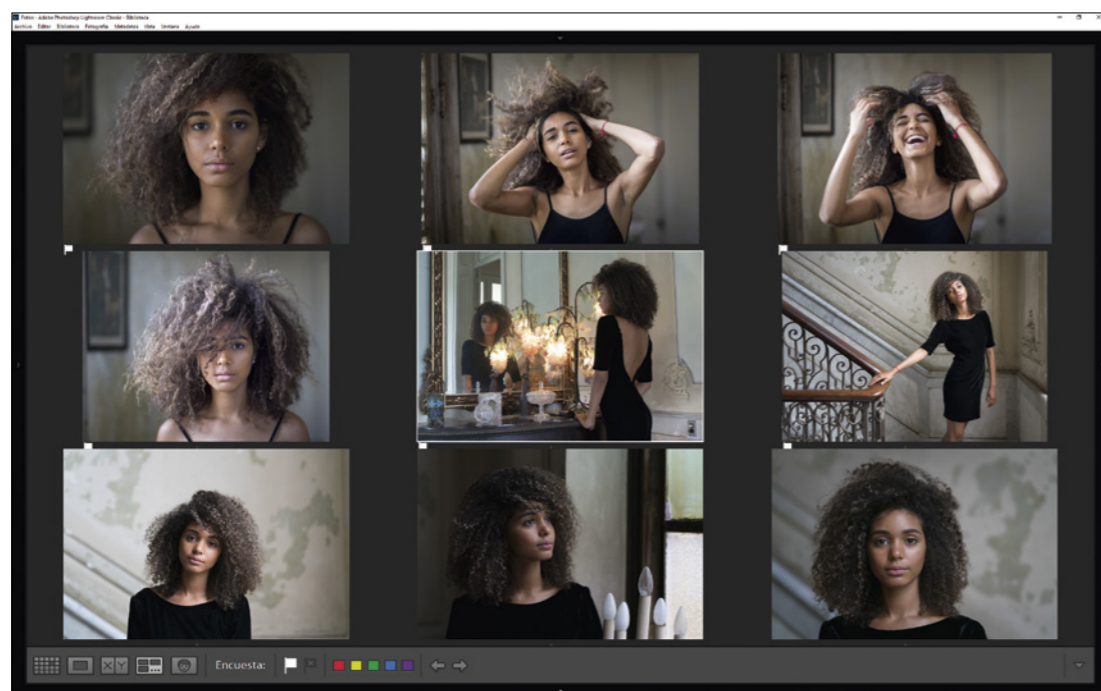 Fotos - Adobe Photoshop Lightroom Classic - Biblioteca
Archivo Editar Biblioteca Fotografía Metadatos Vista Ventana Ayuda
X Y
Encuesta: